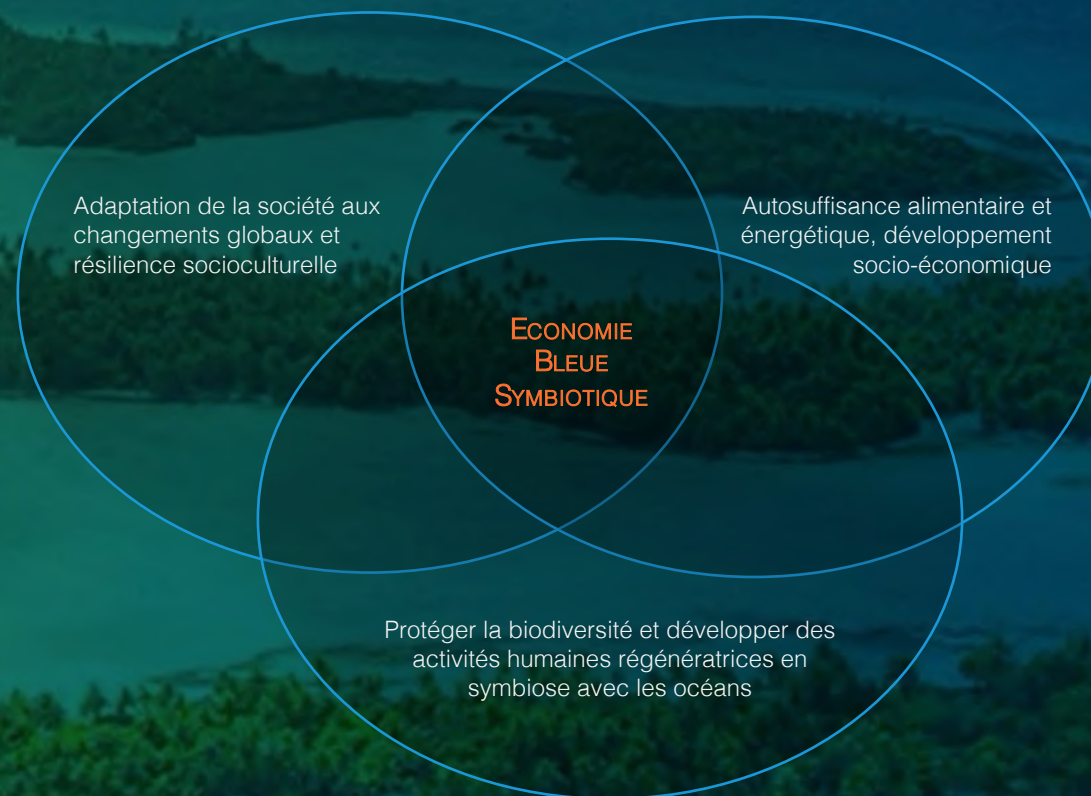 Adaptation de la société aux
changements globaux et
résilience socioculturelle
Autosuffisance alimentaire et
énergétique, développement
socio-économique
ECONOMIE
BLEUE
SYMBIOTIQUE
Protéger la biodiversité et développer des
activités humaines régénératrices en
symbiose avec les océans